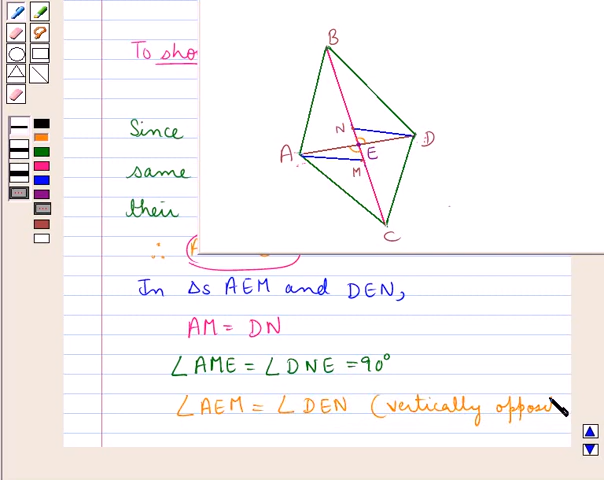 To sho
B
N
D
Since
A
E
same
M
their
C
∴
In Δs AEM and DEN,
AM = DN
∠AME = ∠DNE = 90°
∠AEM = ∠DEN (vertically oppos